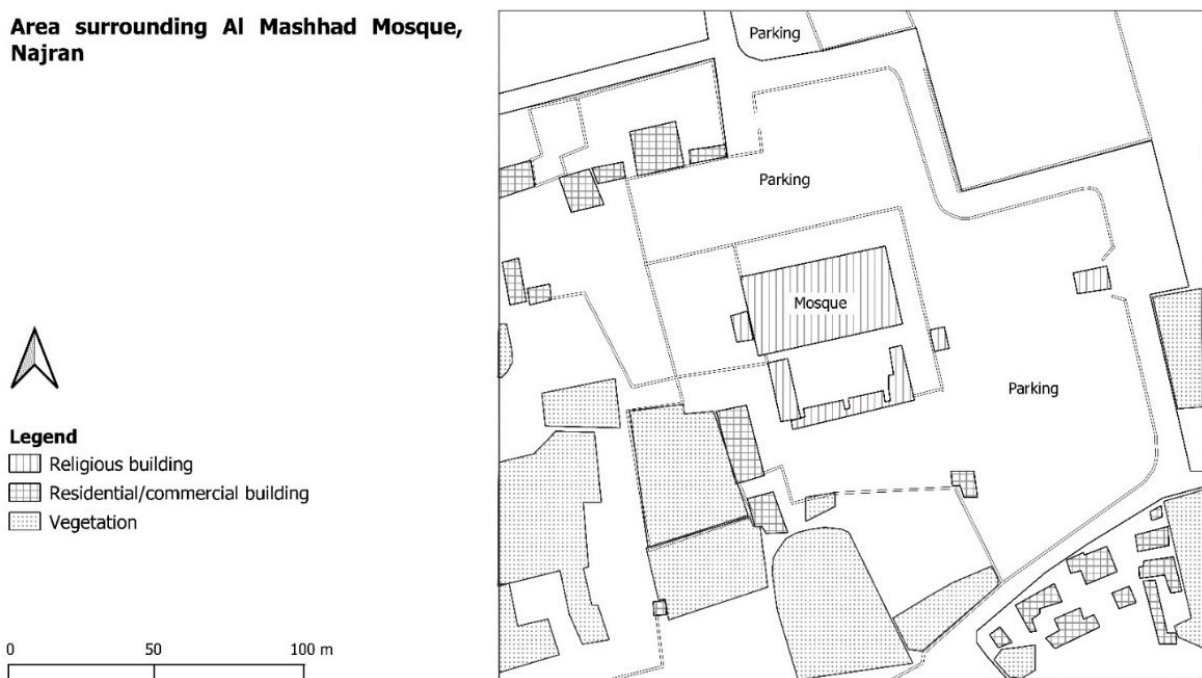 Area surrounding Al Mashhad Mosque,
Najran
Parking
Parking
Mosque
Parking
Legend
Religious building
Residential/commercial building
Vegetation
0 50 100 m